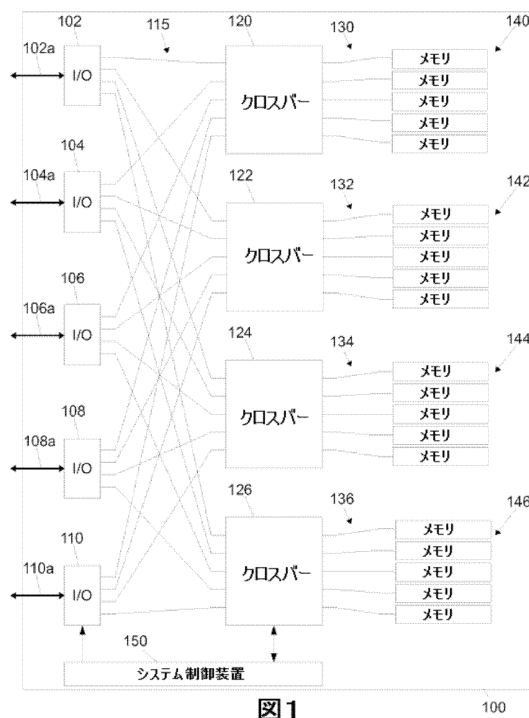 102
115
120
130
140
102a
I/O
クロスバー
メモリ
メモリ
メモリ
メモリ
メモリ
104
104a
I/O
122
132
142
クロスバー
メモリ
メモリ
メモリ
メモリ
メモリ
106
106a
I/O
124
134
144
クロスバー
メモリ
メモリ
メモリ
メモリ
メモリ
108
108a
I/O
126
136
146
クロスバー
メモリ
メモリ
メモリ
メモリ
メモリ
110
110a
I/O
150
システム制御装置
図1
100